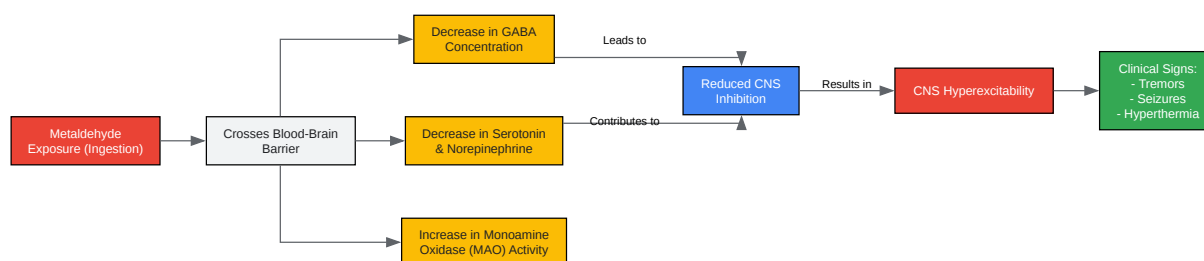 Metaldehyde
Exposure (Ingestion)
Crosses Blood-Brain
Barrier
Decrease in GABA
Concentration
Decrease in Serotonin
& Norepinephrine
Increase in Monoamine
Oxidase (MAO) Activity
Leads to
Contributes to
Reduced CNS
Inhibition
Results in
CNS Hyperexcitability
Clinical Signs:
- Tremors
- Seizures
- Hyperthermia